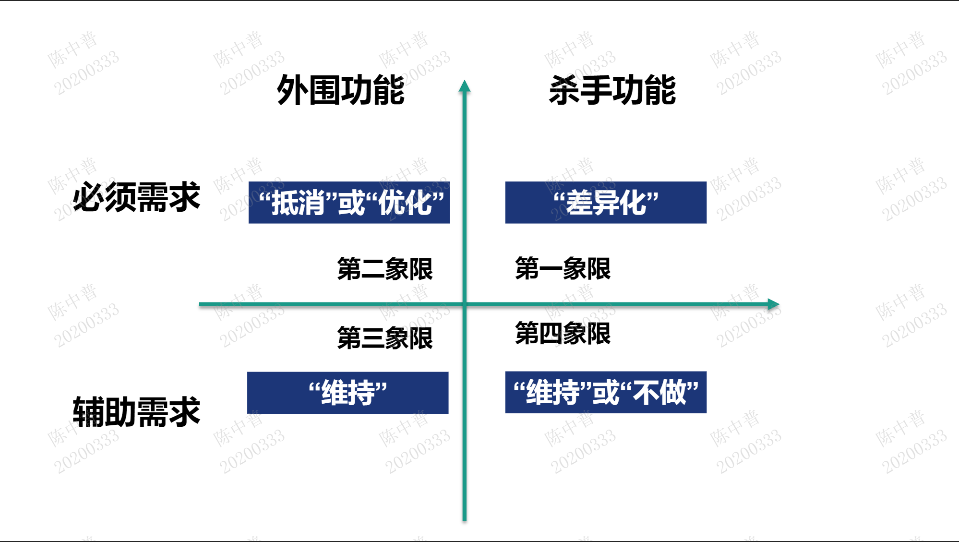 外围功能 杀手功能
必须需求 “抵消”或“优化” “差异化”
第二象限 第一象限
第三象限 第四象限
辅助需求 “维持” “维持”或“不做”
陈中普
20200333